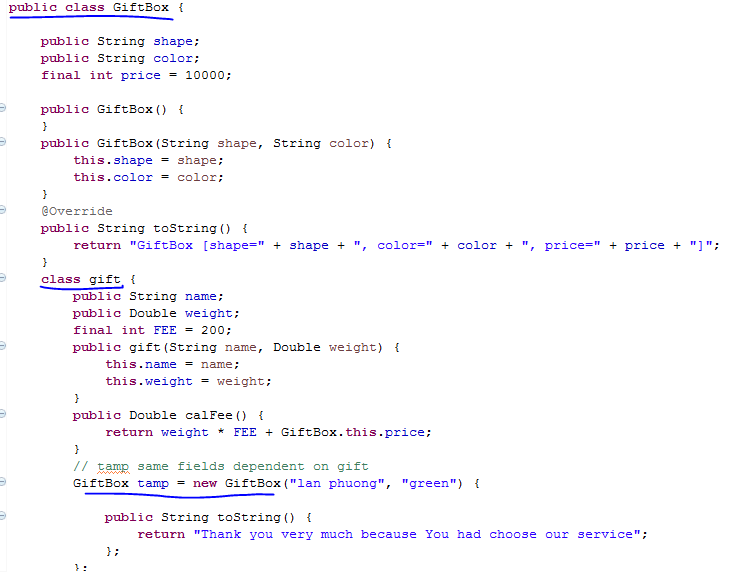 public class GiftBox {
public String shape;
public String color;
final int price = 10000;
public GiftBox() {
}
public GiftBox(String shape, String color) {
this.shape = shape;
this.color = color;
}
@Override
public String toString() {
return "GiftBox [shape=" + shape + ", color=" + color + ", price=" + price + "]";
}
class gift {
public String name;
public Double weight;
final int FEE = 200;
public gift(String name, Double weight) {
this.name = name;
this.weight = weight;
}
public Double calFee() {
return weight * FEE + GiftBox.this.price;
}
// tamp same fields dependent on gift
GiftBox tamp = new GiftBox("lan phuong", "green") {
public String toString() {
return "Thank you very much because You had choose our service";
};
};